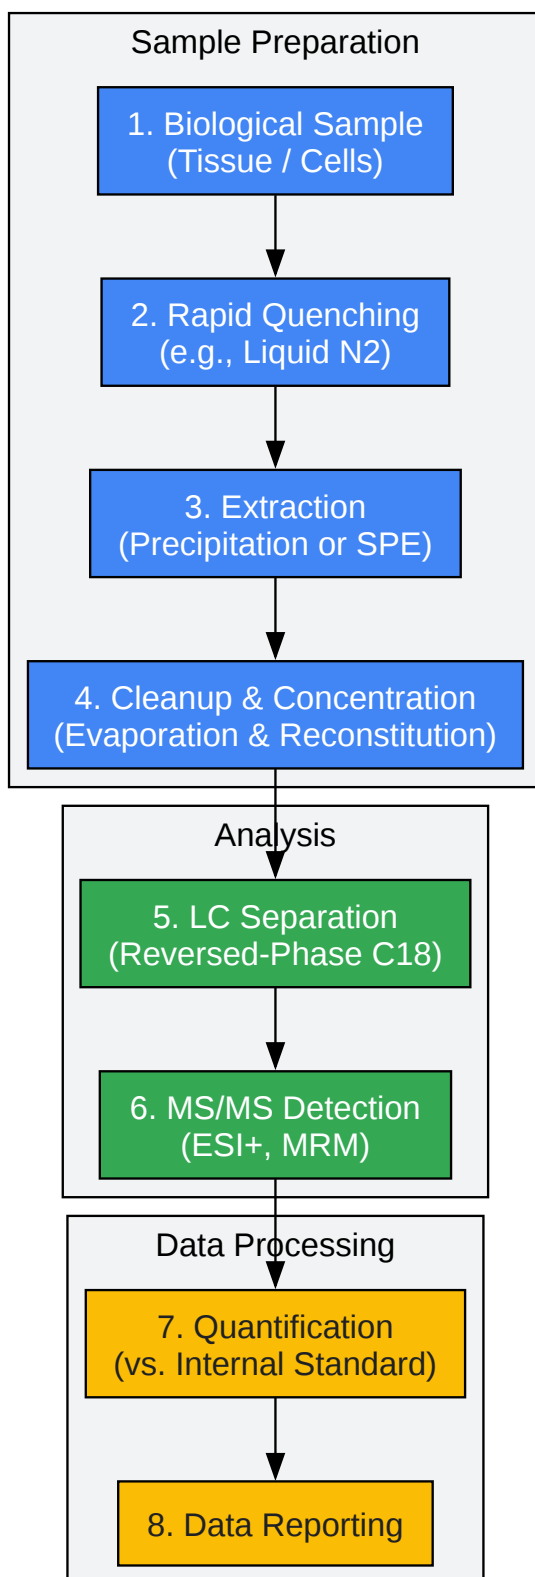 Sample Preparation
1. Biological Sample
(Tissue / Cells)
2. Rapid Quenching
(e.g., Liquid N2)
3. Extraction
(Precipitation or SPE)
4. Cleanup & Concentration
(Evaporation & Reconstitution)
Analysis
5. LC Separation
(Reversed-Phase C18)
6. MS/MS Detection
(ESI+, MRM)
Data Processing
7. Quantification
(vs. Internal Standard)
8. Data Reporting